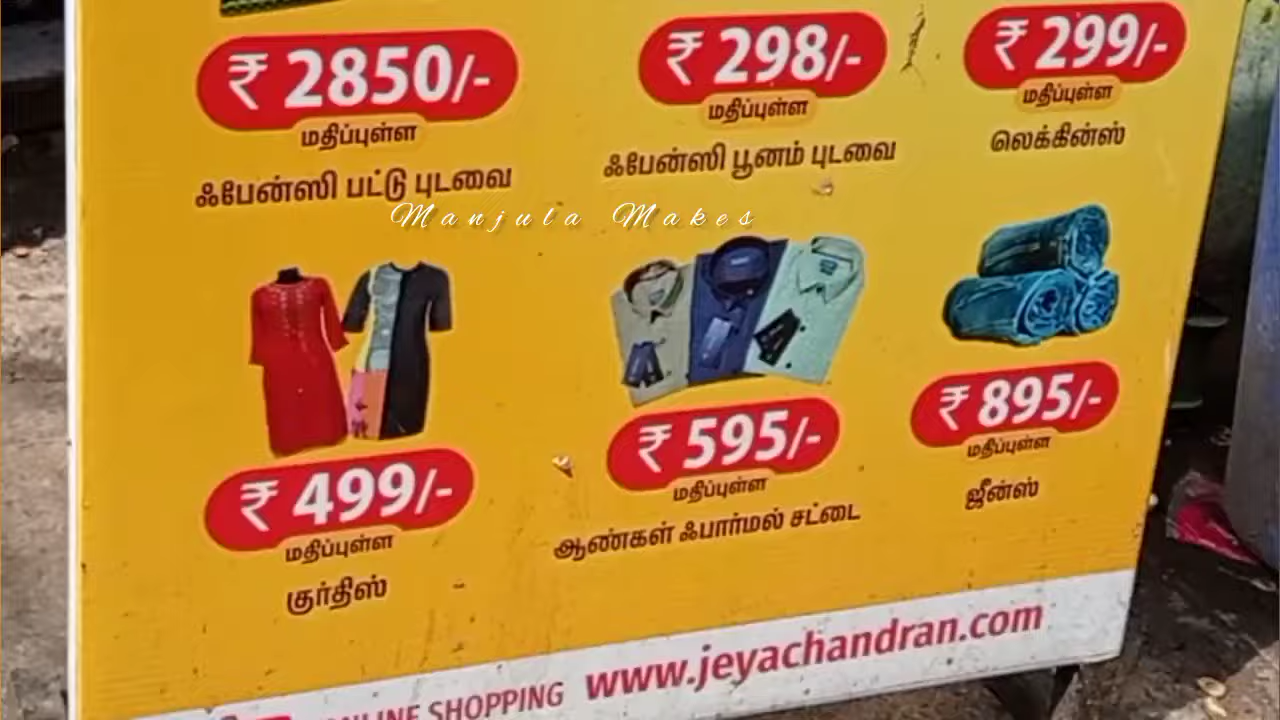 ₹ 2850/-
மதிப்புள்ள
ஃபேன்ஸி பட்டு புடவை
₹ 298/-
மதிப்புள்ள
ஃபேன்ஸி பூனம் புடவை
₹ 299/-
மதிப்புள்ள
லெக்கின்ஸ்
Manjula Makes
₹ 499/-
மதிப்புள்ள
குர்திஸ்
₹ 595/-
மதிப்புள்ள
ஆண்கள் ஃபார்மல் சட்டை
₹ 895/-
மதிப்புள்ள
ஜீன்ஸ்
ONLINE SHOPPING www.jeyachandran.com